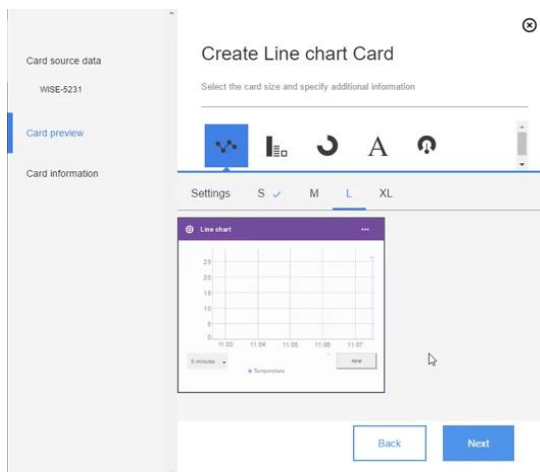 Card source data
WISE-5231
Card preview
Card information
Create Line chart Card
Select the card size and specify additional information
A
Settings S M L XL
Line chart
25
20
15
10
5
0
11:03 11:04 11:05 11:06 11:07
5 minutes
Now
Temperature
Back Next